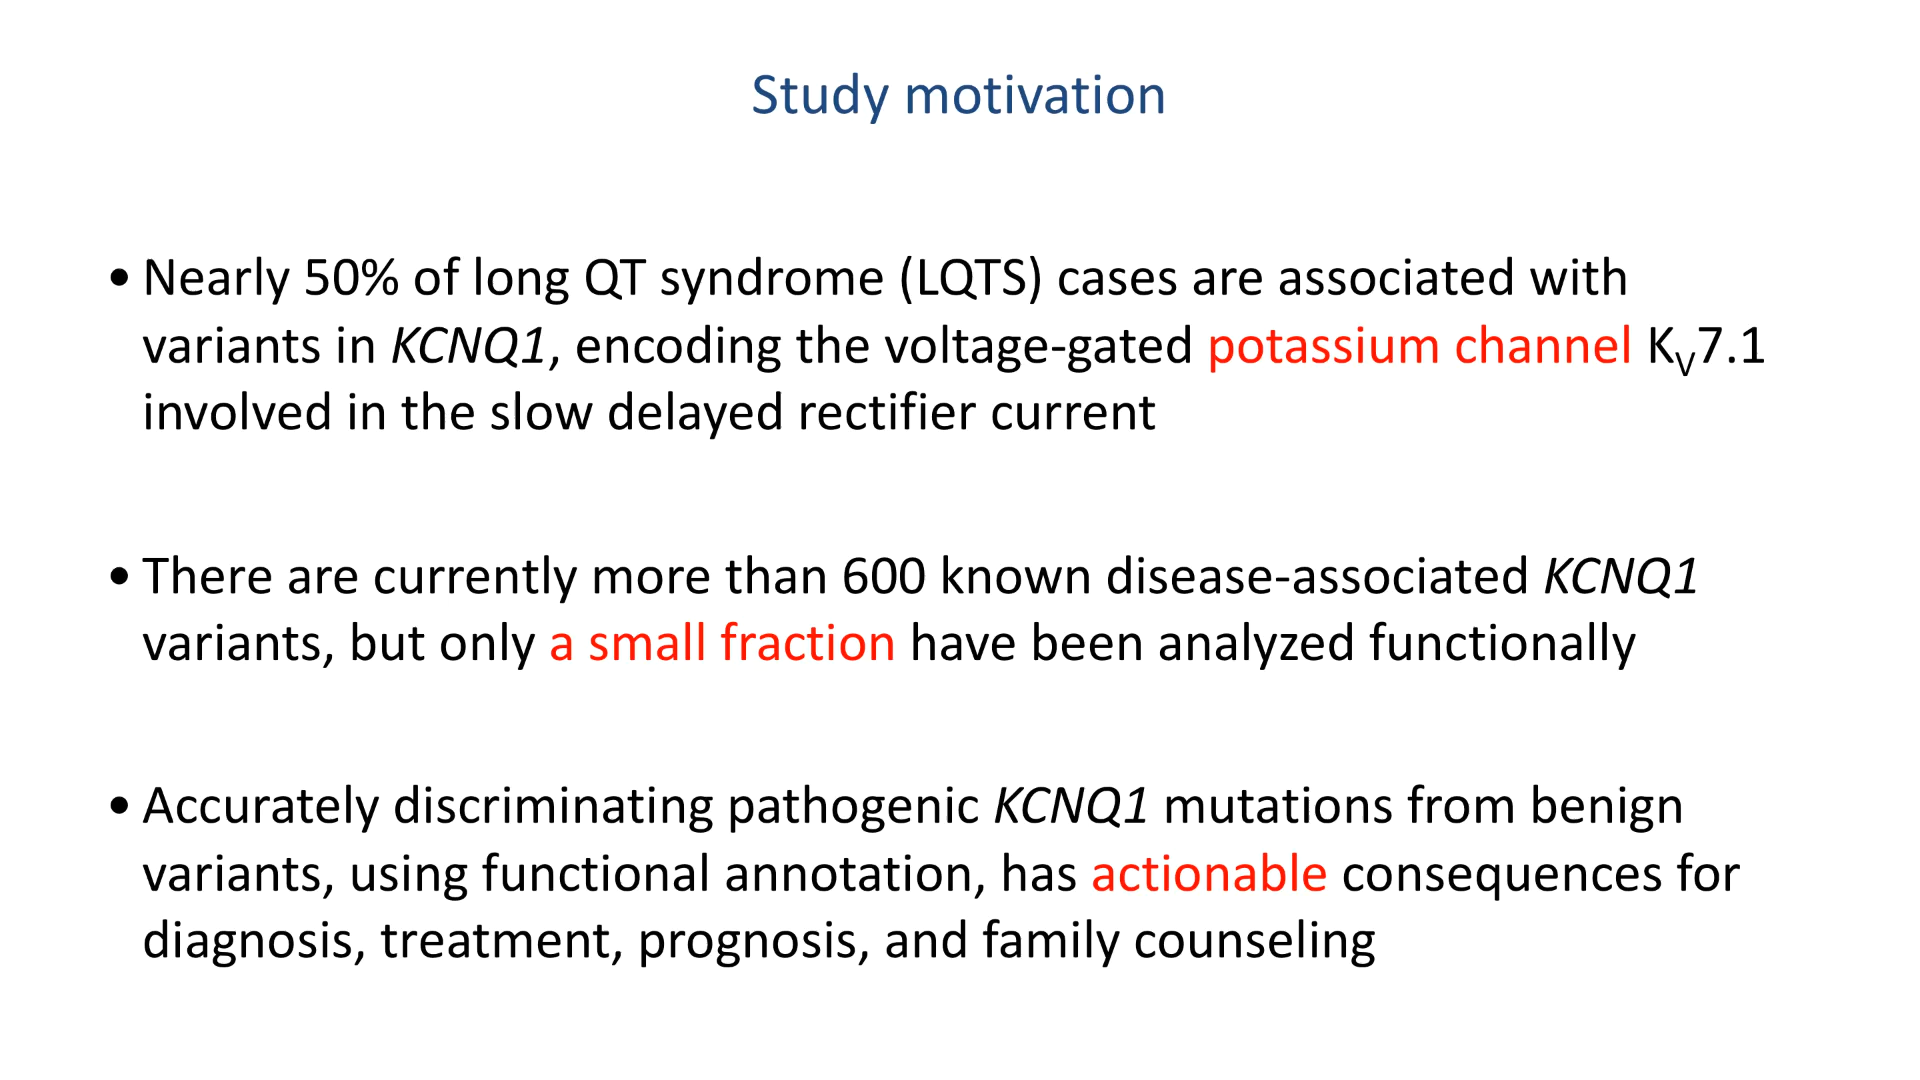 Study motivation
• Nearly 50% of long QT syndrome (LQTS) cases are associated with
variants in KCNQ1, encoding the voltage-gated potassium channel KV7.1
involved in the slow delayed rectifier current
• There are currently more than 600 known disease-associated KCNQ1
variants, but only a small fraction have been analyzed functionally
• Accurately discriminating pathogenic KCNQ1 mutations from benign
variants, using functional annotation, has actionable consequences for
diagnosis, treatment, prognosis, and family counseling